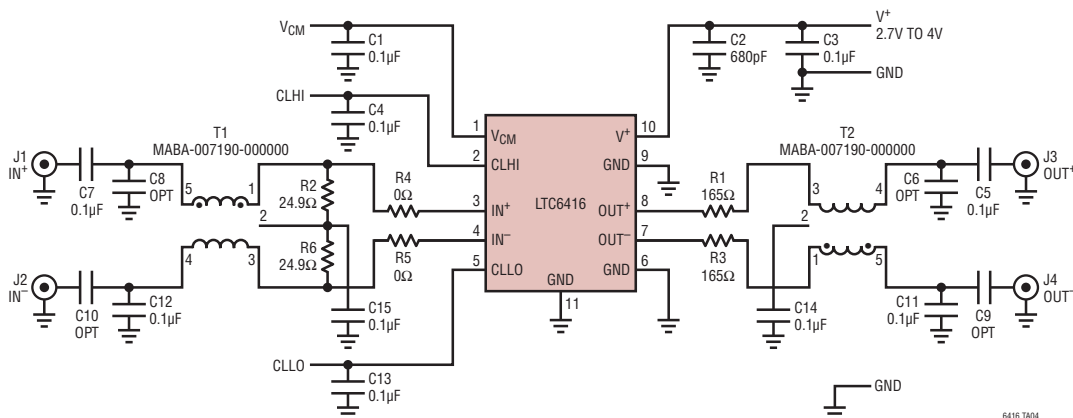 VCM
C1
0.1µF
CLHI
C4
0.1µF
C2
680pF
C3
0.1µF
V+
2.7V TO 4V
GND
T1
MABA-007190-000000
J1
IN+
C7
0.1µF
C8
OPT
5
1
2
4
3
R2
24.9Ω
R6
24.9Ω
R4
0Ω
R5
0Ω
J2
IN−
C10
OPT
C12
0.1µF
C15
0.1µF
CLLO
C13
0.1µF
1
VCM
2
CLHI
3
IN+
4
IN−
5
CLLO
LTC6416
GND
11
V+
10
GND
9
OUT+
8
OUT−
7
GND
6
R1
165Ω
R3
165Ω
T2
MABA-007190-000000
3
4
2
1
5
C6
OPT
C5
0.1µF
J3
OUT+
C14
0.1µF
C11
0.1µF
C9
OPT
J4
OUT−
GND
6416 TA04